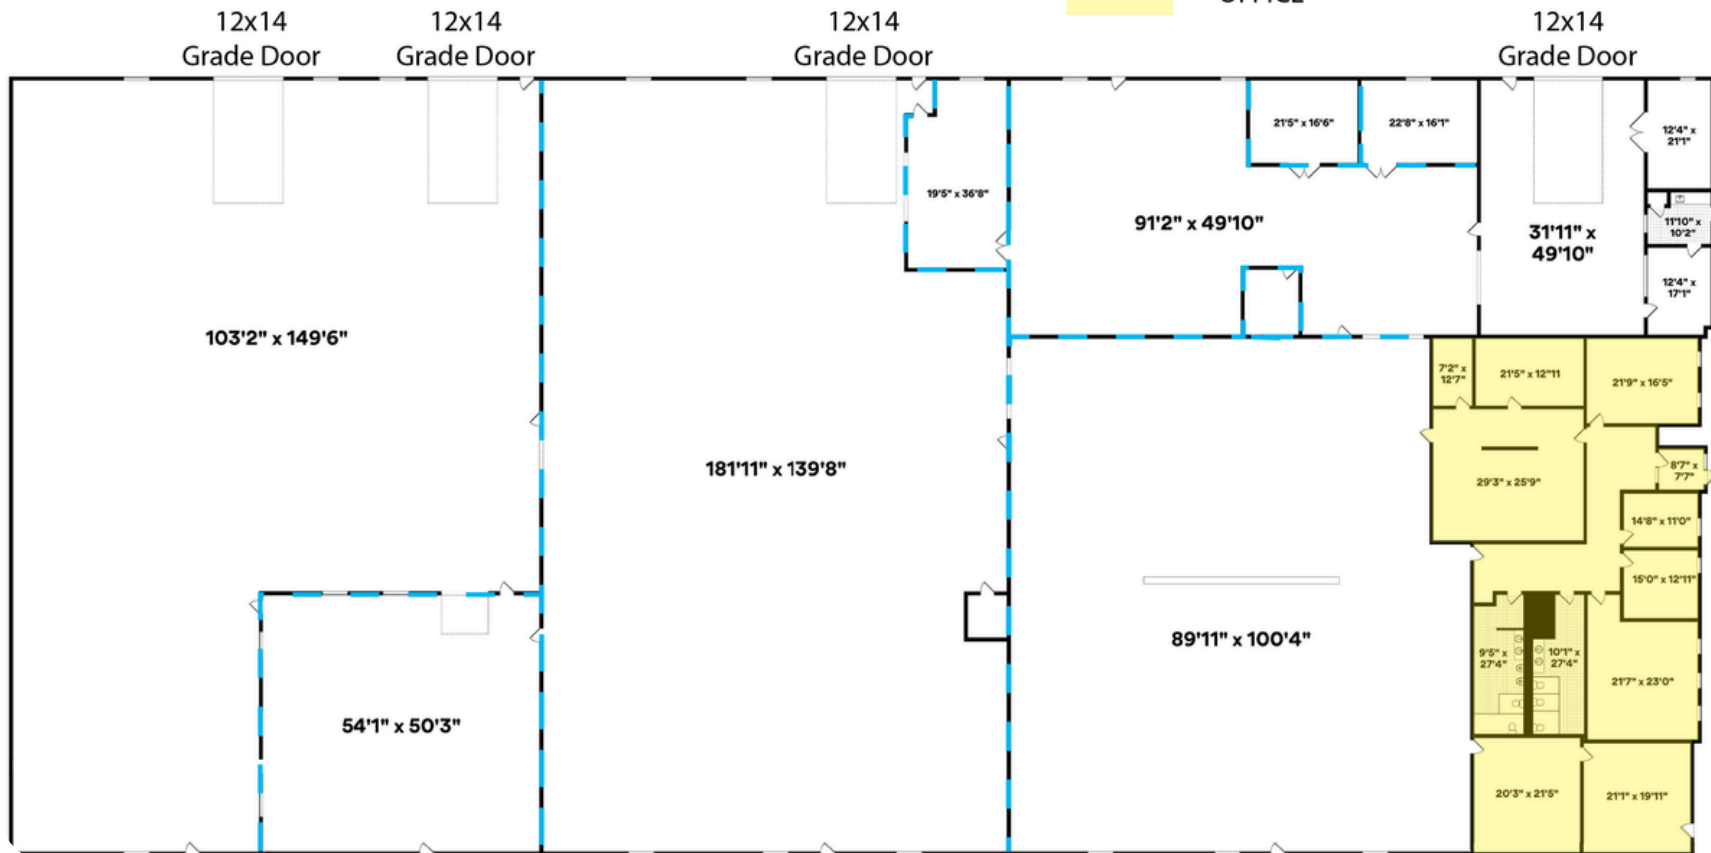 OFFICE
12x14
Grade Door
12x14
Grade Door
12x14
Grade Door
12x14
Grade Door
21'5" x 16'6"
22'8" x 16'1"
12'4" x
21'1"
19'5" x 36'8"
91'2" x 49'10"
31'11" x
49'10"
11'10" x
10'2"
12'4" x
17'1"
103'2" x 149'6"
7'2" x
12'7"
21'5" x 12'11
21'9" x 16'5"
181'11" x 139'8"
29'3" x 25'9"
8'7" x
7'7"
14'8" x 11'0"
15'0" x 12'11"
89'11" x 100'4"
9'5" x
27'4"
10'1" x
27'4"
21'7" x 23'0"
54'1" x 50'3"
20'3" x 21'5"
21'1" x 19'11"